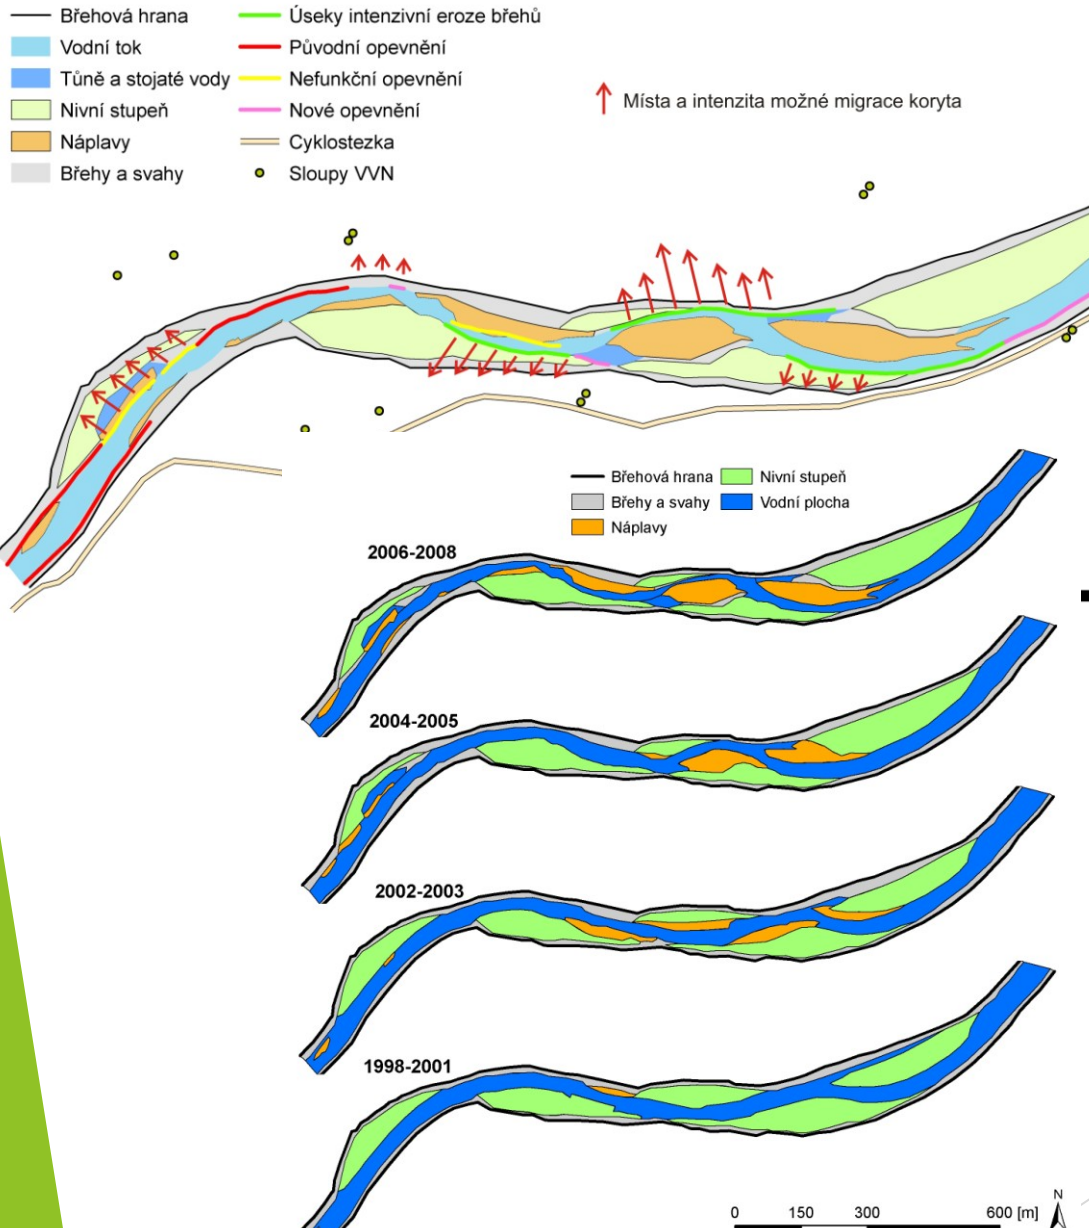 Břehová hrana
Vodní tok
Tůně a stojaté vody
Nivní stupeň
Náplavy
Břehy a svahy
Úseky intenzivní eroze břehů
Původní opevnění
Nefunkční opevnění
Nové opevnění
Cyklostezka
Sloupy VVN
Místa a intenzita možné migrace koryta
Břehová hrana
Břehy a svahy
Náplavy
Nivní stupeň
Vodní plocha
2006-2008
2004-2005
2002-2003
1998-2001
0 150 300 600 [m]
N